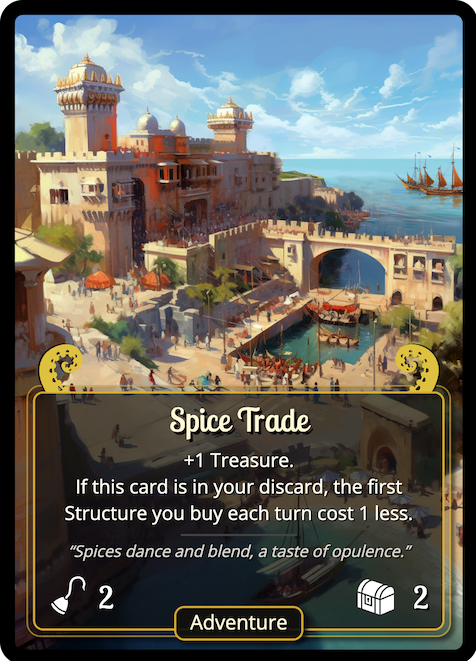 Spice Trade
+1 Treasure.
If this card is in your discard, the first
Structure you buy each turn cost 1 less.
“Spices dance and blend, a taste of opulence.”
2 2
Adventure